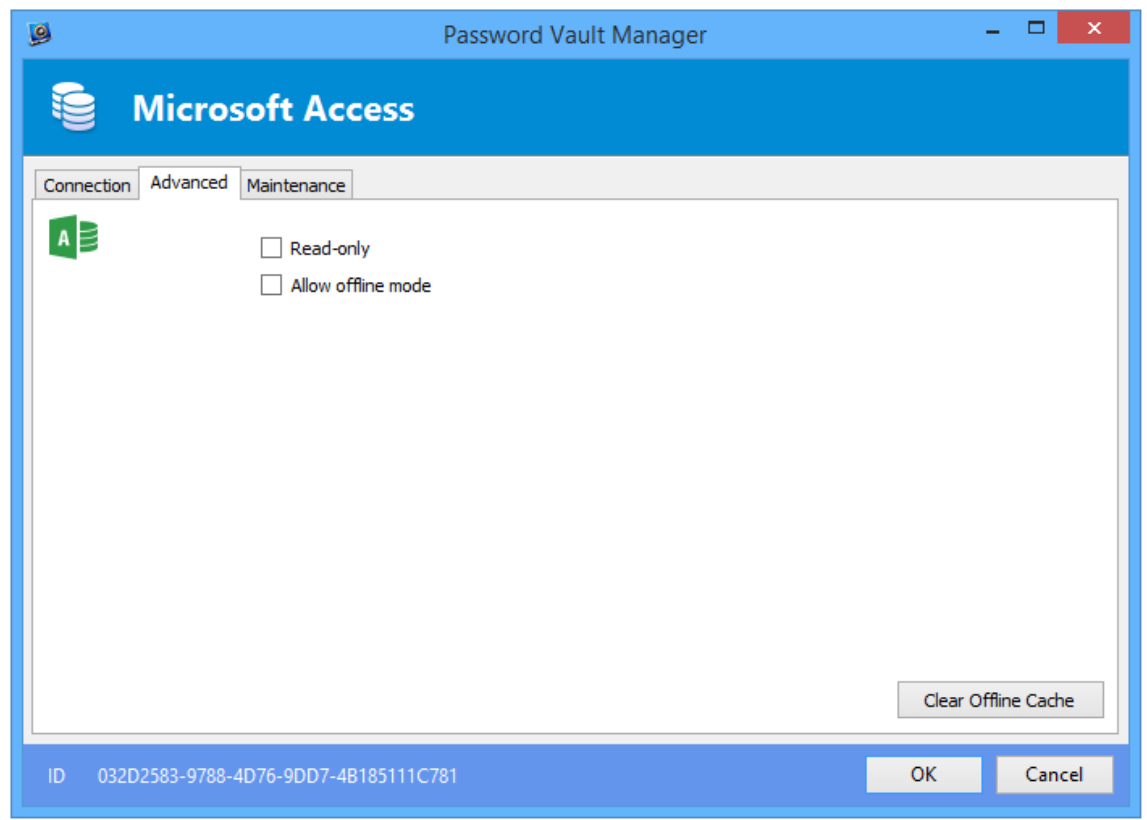 Password Vault Manager
Microsoft Access
Connection Advanced Maintenance
A
Read-only
Allow offline mode
Clear Offline Cache
ID 032D2583-9788-4D76-9DD7-4B185111C781 OK Cancel